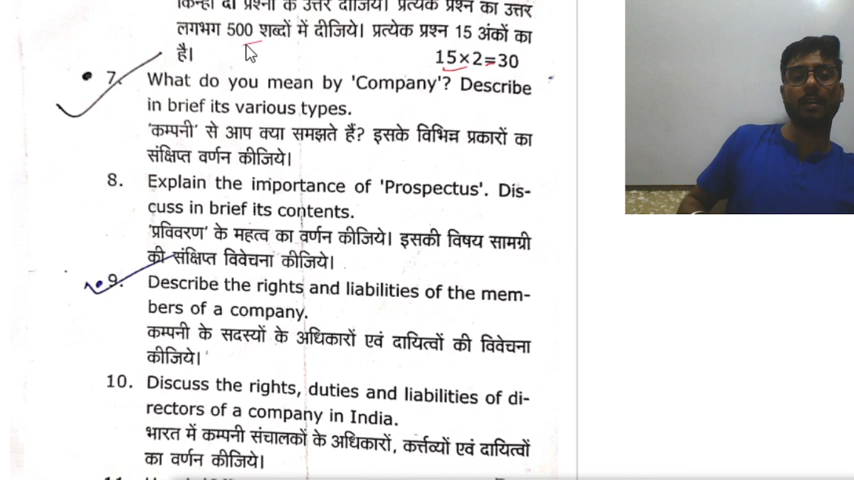 किन्हीं दो प्रश्नों के उत्तर दीजिये। प्रत्येक प्रश्न का उत्तर
लगभग 500 शब्दों में दीजिये। प्रत्येक प्रश्न 15 अंकों का
है। 15×2=30
7. What do you mean by 'Company'? Describe
in brief its various types.
'कम्पनी' से आप क्या समझते हैं? इसके विभिन्न प्रकारों का
संक्षिप्त वर्णन कीजिये।
8. Explain the importance of 'Prospectus'. Dis-
cuss in brief its contents.
'प्रविवरण' के महत्व का वर्णन कीजिये। इसकी विषय सामग्री
की संक्षिप्त विवेचना कीजिये।
9. Describe the rights and liabilities of the mem-
bers of a company.
कम्पनी के सदस्यों के अधिकारों एवं दायित्वों की विवेचना
कीजिये।
10. Discuss the rights, duties and liabilities of di-
rectors of a company in India.
भारत में कम्पनी संचालकों के अधिकारों, कर्त्तव्यों एवं दायित्वों
का वर्णन कीजिये।